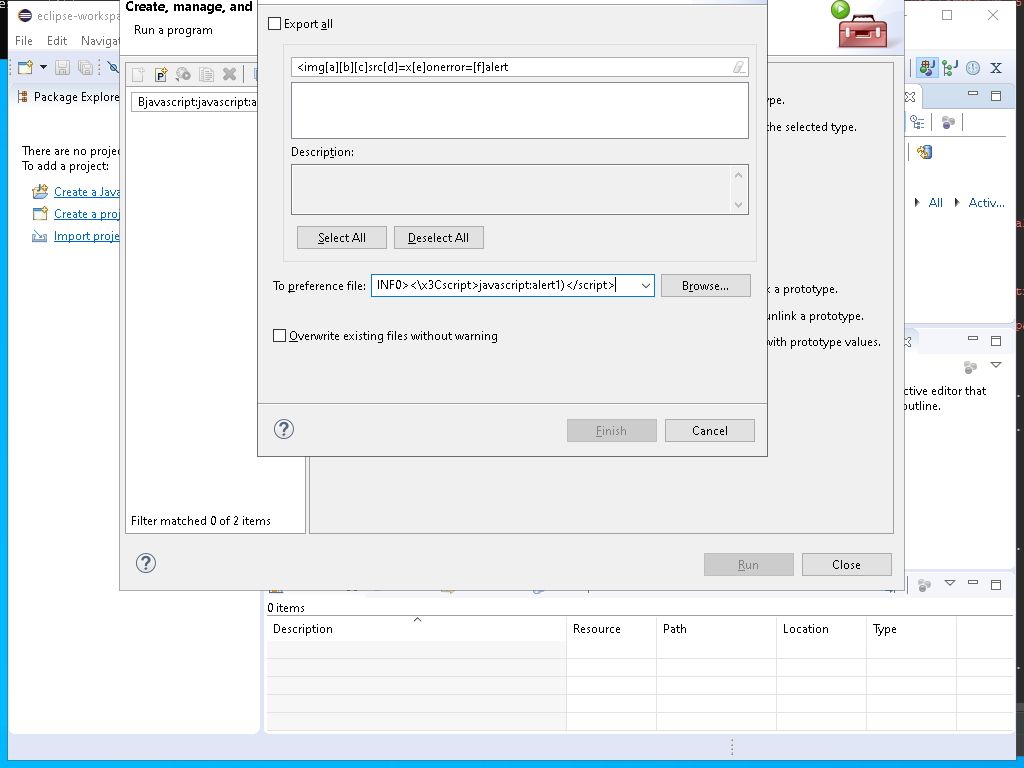 eclipse-workspa
File Edit Naviga
Package Explore
There are no projec
To add a project:
Create a Java
Create a proj
Import proje
Create, manage, and
Run a program
Bjavascript:javascript:a
Filter matched 0 of 2 items
Export all
<img[a][b][c]src[d]=x[e]onerror=[f]alert
Description:
Select All Deselect All
To preference file: INFO><\x3Cscript>javascript:alert1)</script> Browse...
Overwrite existing files without warning
Finish Cancel
ype.
the selected type.
k a prototype.
unlink a prototype.
with prototype values.
Run Close
All Activ...
ctive editor that
outline.
0 items
Description Resource Path Location Type